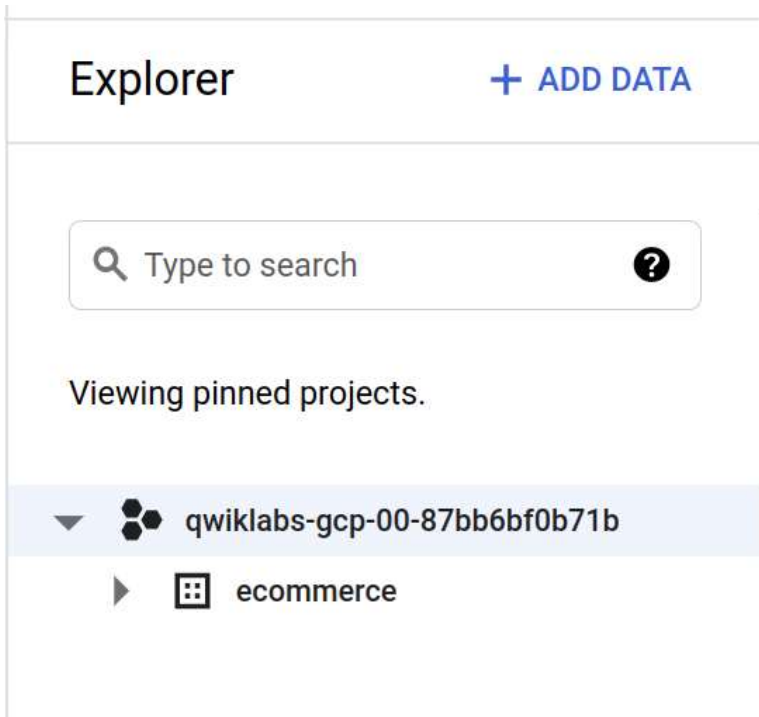 Explorer + ADD DATA
Type to search ?
Viewing pinned projects.
qwiklabs-gcp-00-87bb6bf0b71b
ecommerce